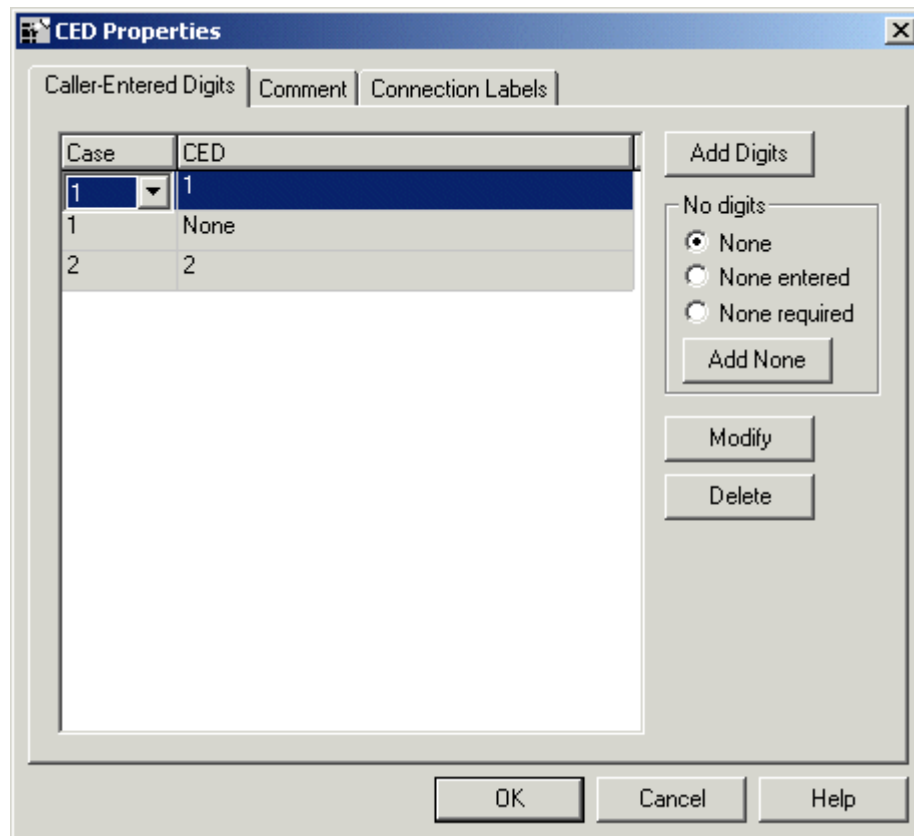 CED Properties
Caller-Entered Digits Comment Connection Labels
Case CED
1 1
1 None
2 2
Add Digits
No digits
None
None entered
None required
Add None
Modify
Delete
OK Cancel Help